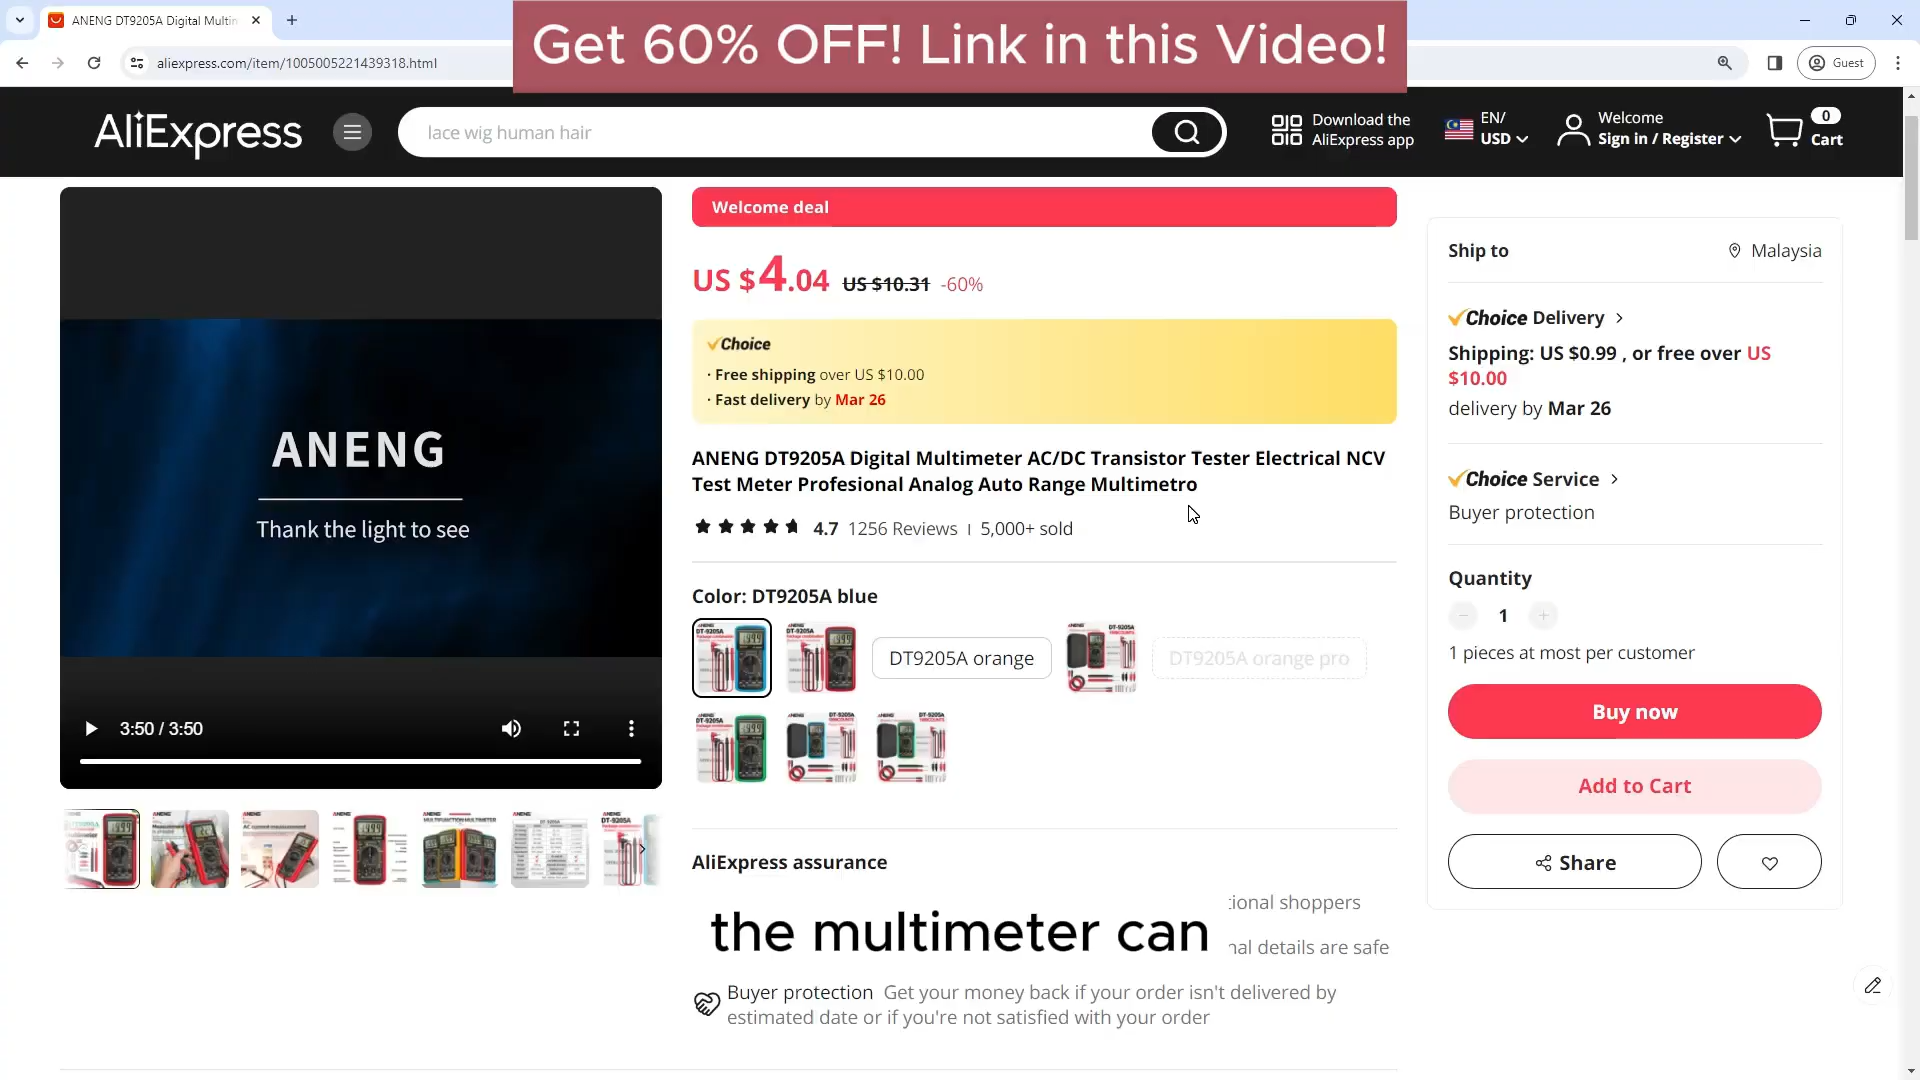 ANENG DT9205A Digital Multin
Get 60% OFF! Link in this Video!
aliexpress.com/item/1005005221439318.html
Guest
AliExpress
lace wig human hair
Download the
AliExpress app
EN/
USD
Welcome
Sign in / Register
0
Cart
ANENG
Thank the light to see
3:50 / 3:50
Welcome deal
US $4.04 US $10.31 -60%
Choice
· Free shipping over US $10.00
· Fast delivery by Mar 26
ANENG DT9205A Digital Multimeter AC/DC Transistor Tester Electrical NCV
Test Meter Profesional Analog Auto Range Multimetro
4.7 1256 Reviews | 5,000+ sold
Color: DT9205A blue
DT9205A orange
DT9205A orange pro
AliExpress assurance
tional shoppers
the multimeter can
nal details are safe
Buyer protection Get your money back if your order isn't delivered by
estimated date or if you're not satisfied with your order
Ship to
Malaysia
Choice Delivery >
Shipping: US $0.99 , or free over US
$10.00
delivery by Mar 26
Choice Service >
Buyer protection
Quantity
1
1 pieces at most per customer
Buy now
Add to Cart
Share